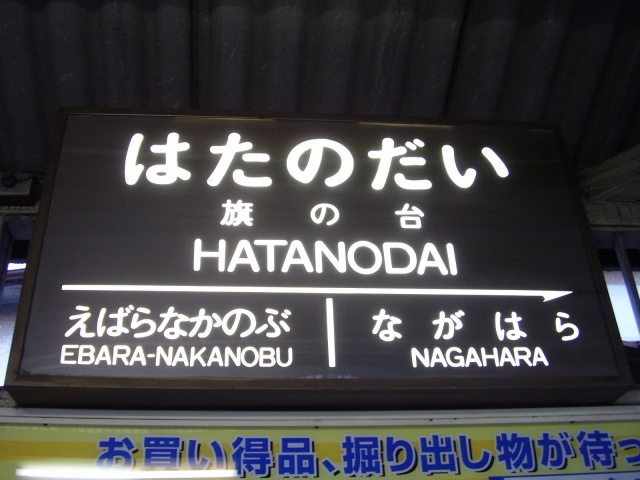 はたのだい
旗の台
HATANODAI
えばらなかのぶ ながはら
EBARA-NAKANOBU NAGAHARA
お買い得品、掘り出し物が待っ